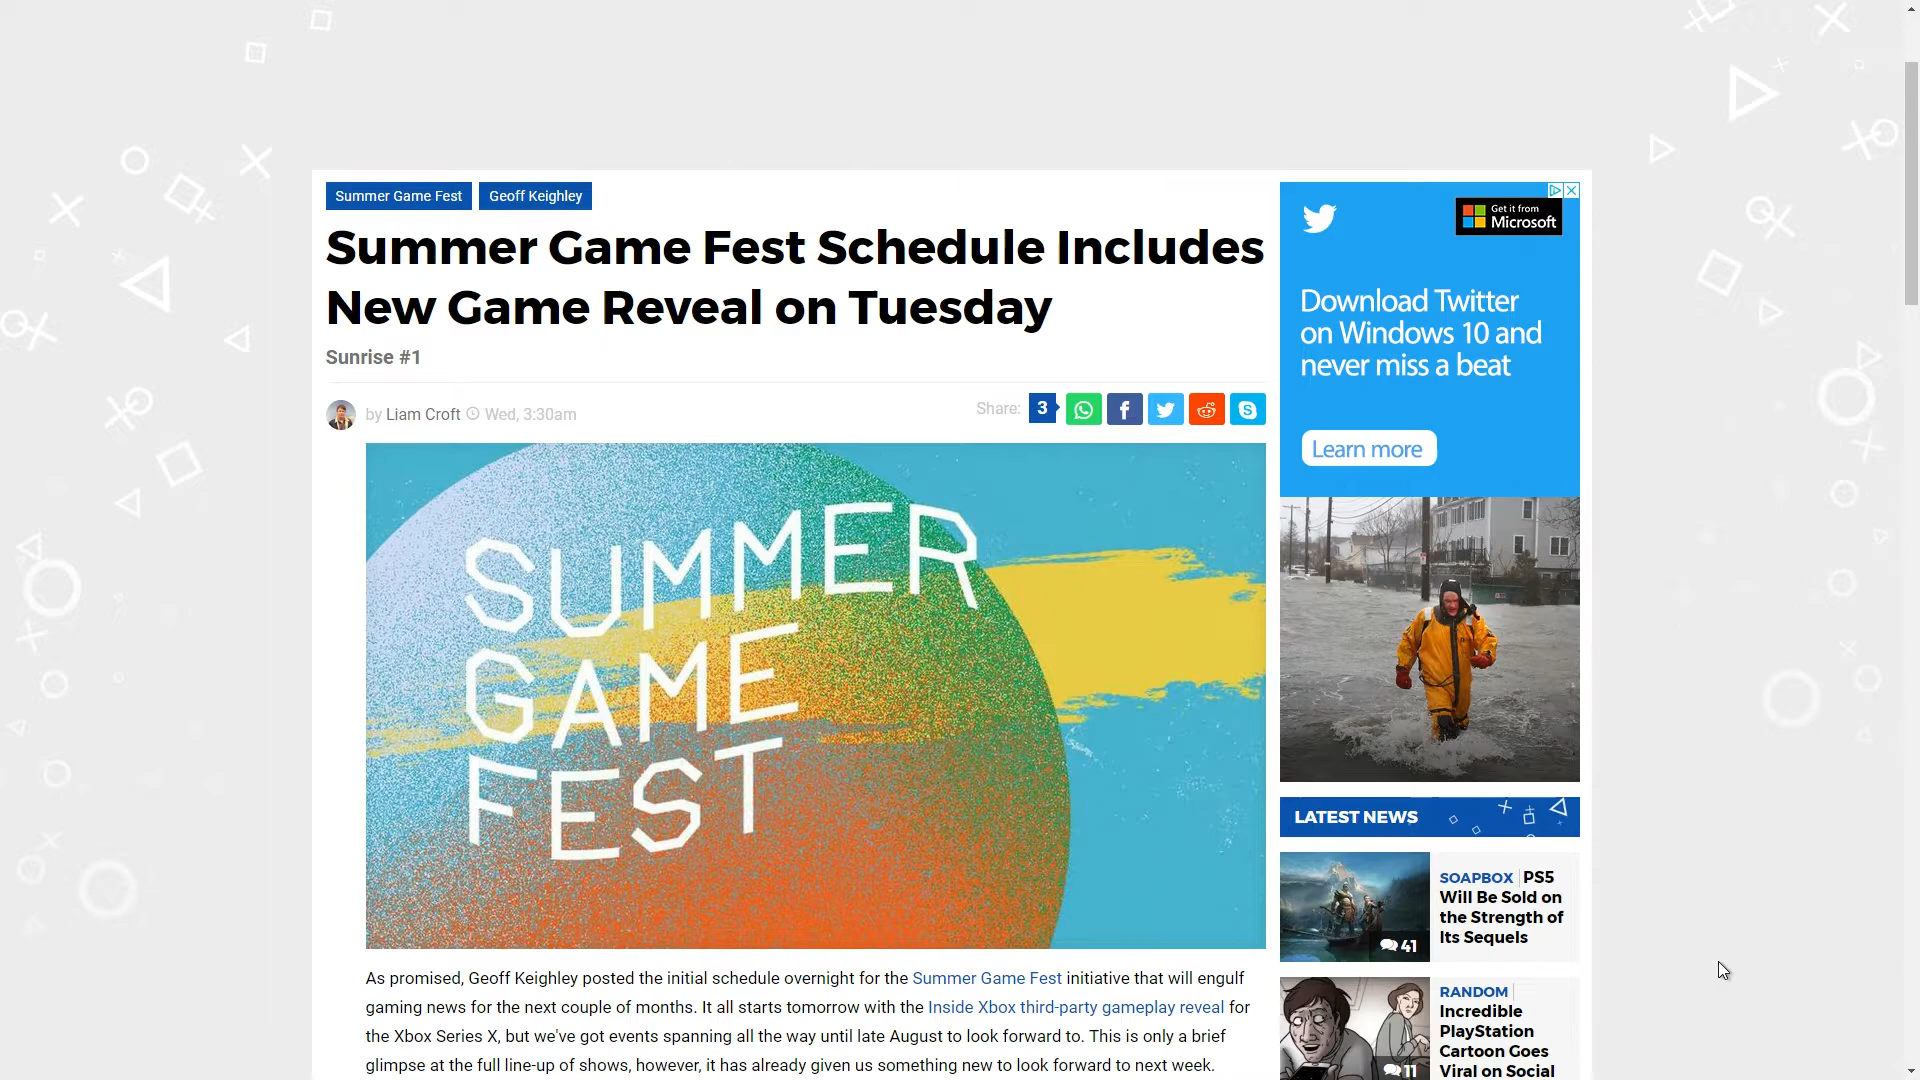 Summer Game Fest
Geoff Keighley
Summer Game Fest Schedule Includes
New Game Reveal on Tuesday
Sunrise #1
by Liam Croft Wed, 3:30am
Share: 3
SUMMER
GAME
FEST
As promised, Geoff Keighley posted the initial schedule overnight for the Summer Game Fest initiative that will engulf
gaming news for the next couple of months. It all starts tomorrow with the Inside Xbox third-party gameplay reveal for
the Xbox Series X, but we've got events spanning all the way until late August to look forward to. This is only a brief
glimpse at the full line-up of shows, however, it has already given us something new to look forward to next week.
Get it from
Microsoft
Download Twitter
on Windows 10 and
never miss a beat
Learn more
LATEST NEWS
41
SOAPBOX PS5
Will Be Sold on
the Strength of
Its Sequels
11
RANDOM
Incredible
PlayStation
Cartoon Goes
Viral on Social